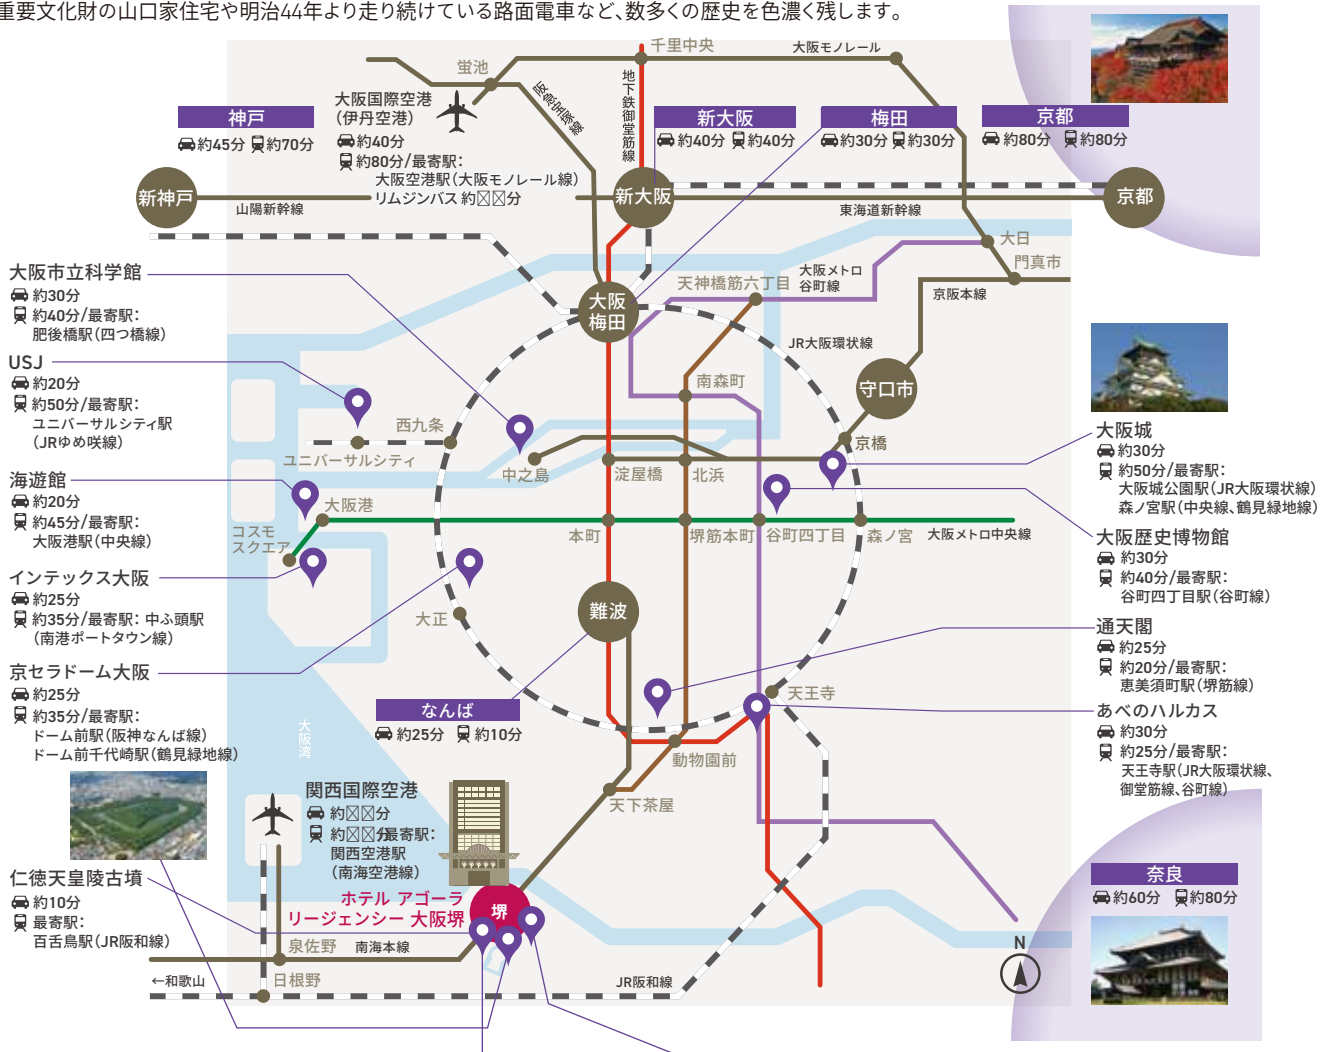 重要文化財の山口家住宅や明治44年より走り続けている路面電車など、数多くの歴史を色濃く残します。
千里中央
大阪モノレール
蛍池
地下鉄御堂筋線
阪急宝塚線
大阪国際空港
（伊丹空港）
約40分
約80分/最寄駅：
大阪空港駅（大阪モノレール線）
リムジンバス 約☒☒分
神戸
約45分 約70分
新大阪
約40分 約40分
梅田
約30分 約30分
京都
約80分 約80分
新神戸
山陽新幹線
新大阪
東海道新幹線
京都
大日
門真市
京阪本線
大阪メトロ
谷町線
天神橋筋六丁目
大阪
梅田
JR大阪環状線
守口市
南森町
京橋
大阪市立科学館
約30分
約40分/最寄駅：
肥後橋駅（四つ橋線）
USJ
約20分
約50分/最寄駅：
ユニバーサルシティ駅
（JRゆめ咲線）
西九条
ユニバーサルシティ
中之島
淀屋橋
北浜
大阪城
約30分
約50分/最寄駅：
大阪城公園駅（JR大阪環状線）
森ノ宮駅（中央線、鶴見緑地線）
海遊館
約20分
約45分/最寄駅：
大阪港駅（中央線）
大阪港
コスモ
スクエア
本町
堺筋本町
谷町四丁目
森ノ宮
大阪メトロ中央線
大阪歴史博物館
約30分
約40分/最寄駅：
谷町四丁目駅（谷町線）
インテックス大阪
約25分
約35分/最寄駅：中ふ頭駅
（南港ポートタウン線）
大正
難波
通天閣
約25分
約20分/最寄駅：
恵美須町駅（堺筋線）
京セラドーム大阪
約25分
約35分/最寄駅：
ドーム前駅（阪神なんば線）
ドーム前千代崎駅（鶴見緑地線）
大阪湾
なんば
約25分 約10分
天王寺
動物園前
天下茶屋
あべのハルカス
約30分
約25分/最寄駅：
天王寺駅（JR大阪環状線、
御堂筋線、谷町線）
関西国際空港
約☒☒分
約☒☒分/最寄駅：
関西空港駅
（南海空港線）
ホテル アゴーラ
リージェンシー 大阪堺
堺
仁徳天皇陵古墳
約10分
最寄駅：
百舌鳥駅（JR阪和線）
泉佐野
南海本線
←和歌山
日根野
JR阪和線
奈良
約60分 約80分
N